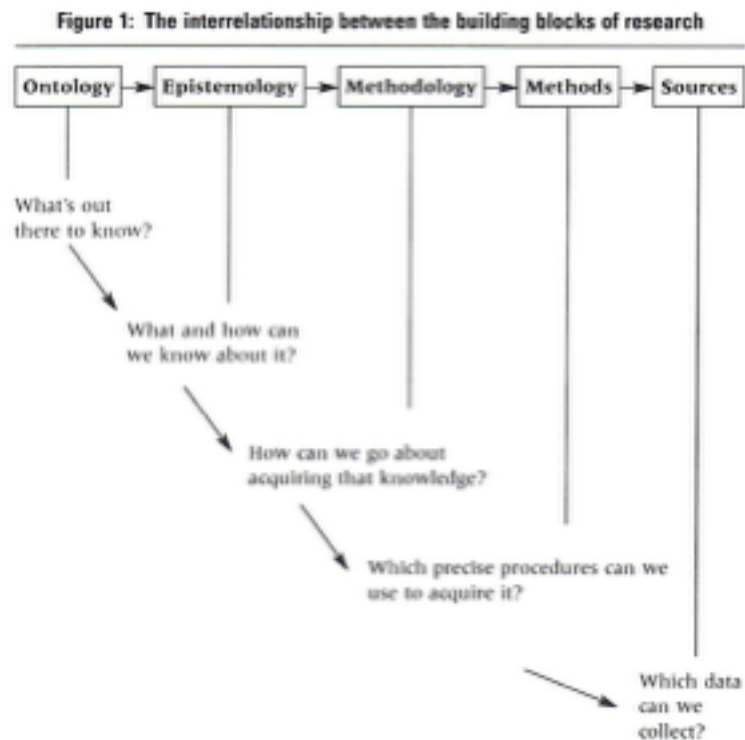 Figure 1: The interrelationship between the building blocks of research
Ontology Epistemology Methodology Methods Sources
What's out
there to know?
What and how can
we know about it?
How can we go about
acquiring that knowledge?
Which precise procedures can we
use to acquire it?
Which data
can we
collect?